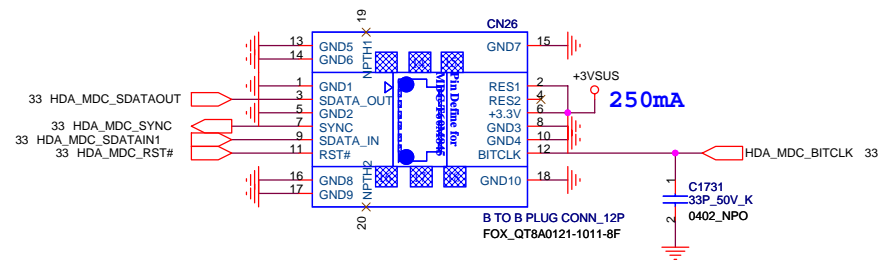 19
CN26
13 GND5 NPTH1 GND7 15
14 GND6
1 GND1 RES1 2 +3VSUS
33 HDA_MDC_SDATAOUT 3 SDATA_OUT RES2 4
5 GND2 +3.3V 6 250mA
33 HDA_MDC_SYNC 7 SYNC GND3 8
33 HDA_MDC_SDATAIN1 9 SDATA_IN GND4 10
33 HDA_MDC_RST# 11 RST# BITCLK 12 HDA_MDC_BITCLK 33
Pin Define for
16 GND8 NPTH2 GND10 18
17 GND9
1
C1731
33P_50V_K
2 0402_NPO
20
B TO B PLUG CONN_12P
FOX_QT8A0121-1011-8F